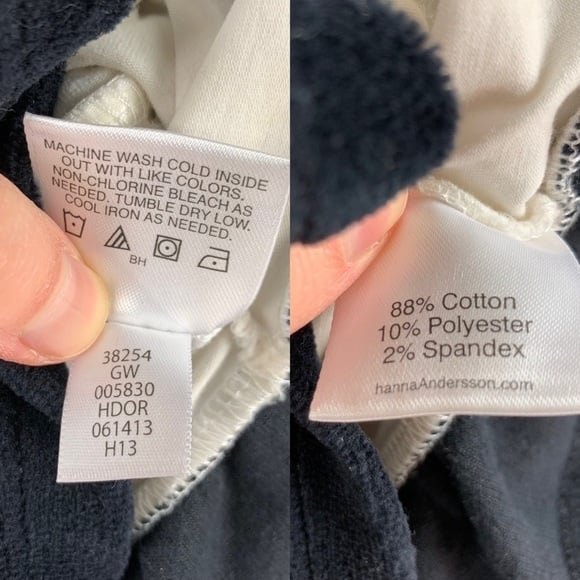 MACHINE WASH COLD INSIDE
OUT WITH LIKE COLORS.
NON-CHLORINE BLEACH AS
NEEDED. TUMBLE DRY LOW.
COOL IRON AS NEEDED.
BH
38254
GW
005830
HDOR
061413
H13
88% Cotton
10% Polyester
2% Spandex
hannaAndersson.com